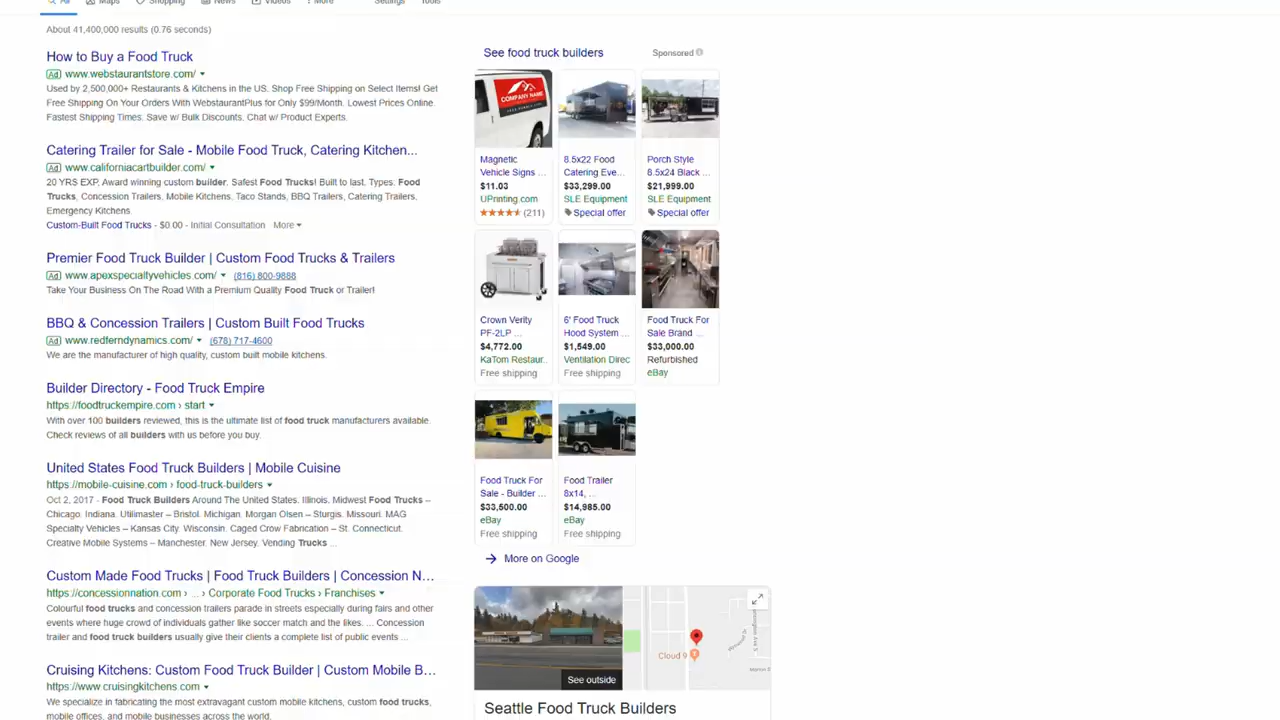 All
Maps
Shopping
News
Videos
More
Settings
Tools
About 41,400,000 results (0.76 seconds)
How to Buy a Food Truck
Ad www.webstaurantstore.com/
Used by 2,500,000+ Restaurants & Kitchens in the US. Shop Free Shipping on Select Items! Get
Free Shipping On Your Orders With WebstaurantPlus for Only $99/Month. Lowest Prices Online.
Fastest Shipping Times. Save w/ Bulk Discounts. Chat w/ Product Experts.
Catering Trailer for Sale - Mobile Food Truck, Catering Kitchen...
Ad www.californiacartbuilder.com/
20 YRS EXP, Award winning custom builder. Safest Food Trucks! Built to last. Types: Food
Trucks, Concession Trailers, Mobile Kitchens, Taco Stands, BBQ Trailers, Catering Trailers,
Emergency Kitchens.
Custom-Built Food Trucks - $0.00 - Initial Consultation More
Premier Food Truck Builder | Custom Food Trucks & Trailers
Ad www.apexspecialtyvehicles.com/ (816) 800-9888
Take Your Business On The Road With a Premium Quality Food Truck or Trailer!
BBQ & Concession Trailers | Custom Built Food Trucks
Ad www.redferndynamics.com/ (678) 717-4600
We are the manufacturer of high quality, custom built mobile kitchens.
Builder Directory - Food Truck Empire
https://foodtruckempire.com › start
With over 100 builders reviewed, this is the ultimate list of food truck manufacturers available.
Check reviews of all builders with us before you buy.
United States Food Truck Builders | Mobile Cuisine
https://mobile-cuisine.com › food-truck-builders
Oct 2, 2017 - Food Truck Builders Around The United States. Illinois, Midwest Food Trucks –
Chicago. Indiana. Utilimaster – Bristol. Michigan. Morgan Olsen – Sturgis. Missouri. MAG
Specialty Vehicles – Kansas City. Wisconsin. Caged Crow Fabrication – St. Connecticut.
Creative Mobile Systems – Manchester. New Jersey. Vending Trucks ...
Custom Made Food Trucks | Food Truck Builders | Concession N...
https://concessionnation.com › ... › Corporate Food Trucks › Franchises
Colourful food trucks and concession trailers parade in streets especially during fairs and other
events where huge crowd of individuals gather like soccer match and the likes. ... Concession
trailer and food truck builders usually give their clients a complete list of public events ...
Cruising Kitchens: Custom Food Truck Builder | Custom Mobile B...
https://www.cruisingkitchens.com
We specialize in fabricating the most extravagant custom mobile kitchens, custom food trucks,
mobile offices, and mobile businesses across the world.
See food truck builders
Sponsored
COMPANY NAME
Magnetic
Vehicle Signs ...
$11.03
UPrinting.com
(211)
8.5x22 Food
Catering Eve...
$33,299.00
SLE Equipment
Special offer
Porch Style
8.5x24 Black ...
$21,999.00
SLE Equipment
Special offer
Crown Verity
PF-2LP ...
$4,772.00
KaTom Restaur..
Free shipping
6' Food Truck
Hood System ...
$1,549.00
Ventilation Direc
Free shipping
Food Truck For
Sale Brand ...
$33,000.00
Refurbished
eBay
Food Truck For
Sale - Builder ...
$33,500.00
eBay
Free shipping
Food Trailer
8x14, ...
$14,985.00
eBay
Free shipping
More on Google
See outside
Cloud 9
Seattle Food Truck Builders